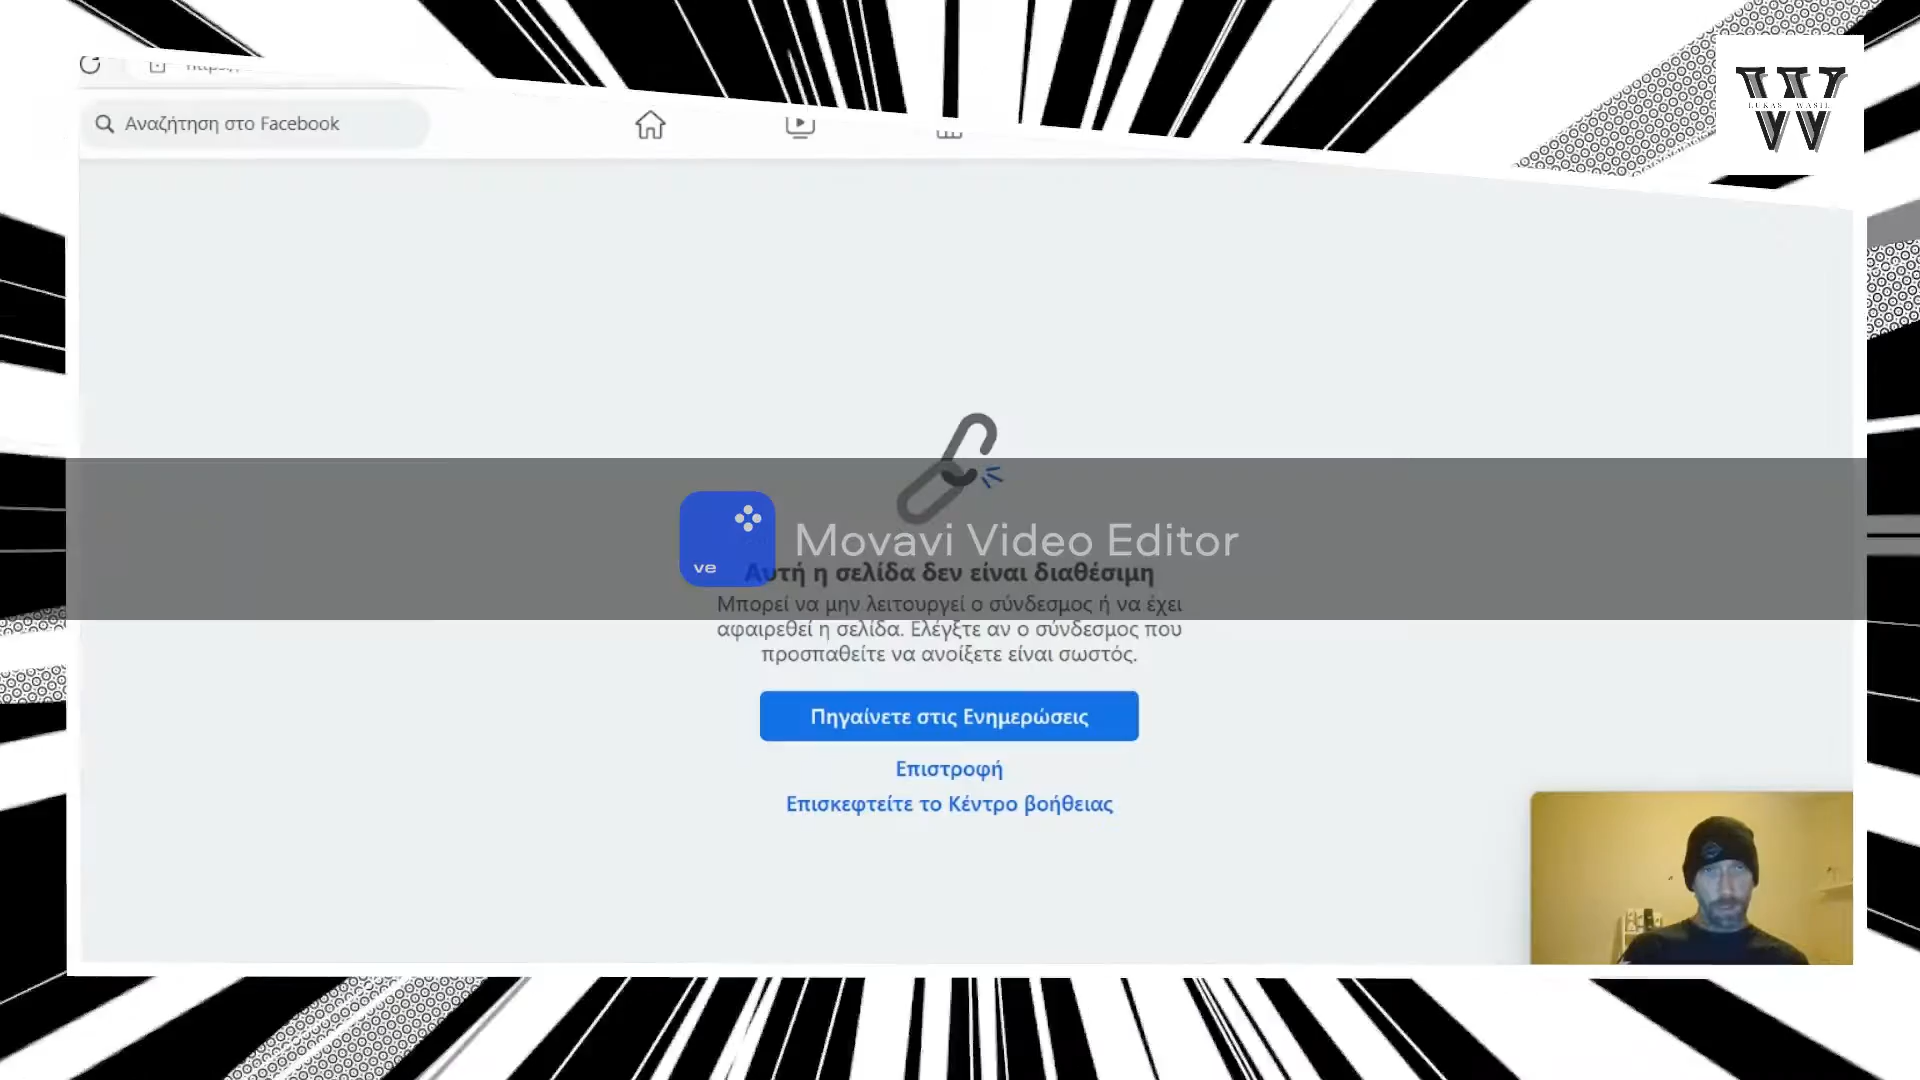 Αναζήτηση στο Facebook
W
LUKAS WASIL
ve
Movavi Video Editor
Αυτή η σελίδα δεν είναι διαθέσιμη
Μπορεί να μην λειτουργεί ο σύνδεσμος ή να έχει
αφαιρεθεί η σελίδα. Ελέγξτε αν ο σύνδεσμος που
προσπαθείτε να ανοίξετε είναι σωστός.
Πηγαίνετε στις Ενημερώσεις
Επιστροφή
Επισκεφτείτε το Κέντρο βοήθειας